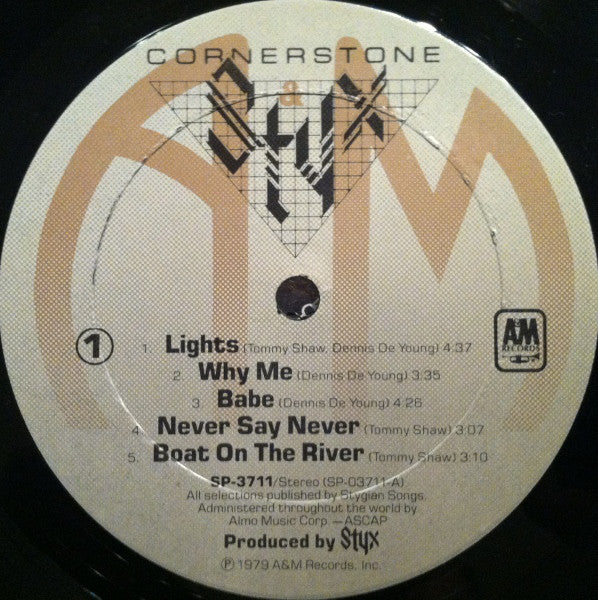 CORNERSTONE
A&M
STYX
1
A&M
RECORDS
1. Lights (Tommy Shaw, Dennis De Young) 4:37
2. Why Me (Dennis De Young) 3:35
3. Babe (Dennis De Young) 4:26
4. Never Say Never (Tommy Shaw) 3:07
5. Boat On The River (Tommy Shaw) 3:10
SP-3711/Stereo (SP-03711-A)
All selections published by Stygian Songs.
Administered throughout the world by
Almo Music Corp. — ASCAP
Produced by Styx
℗ 1979 A&M Records, Inc.